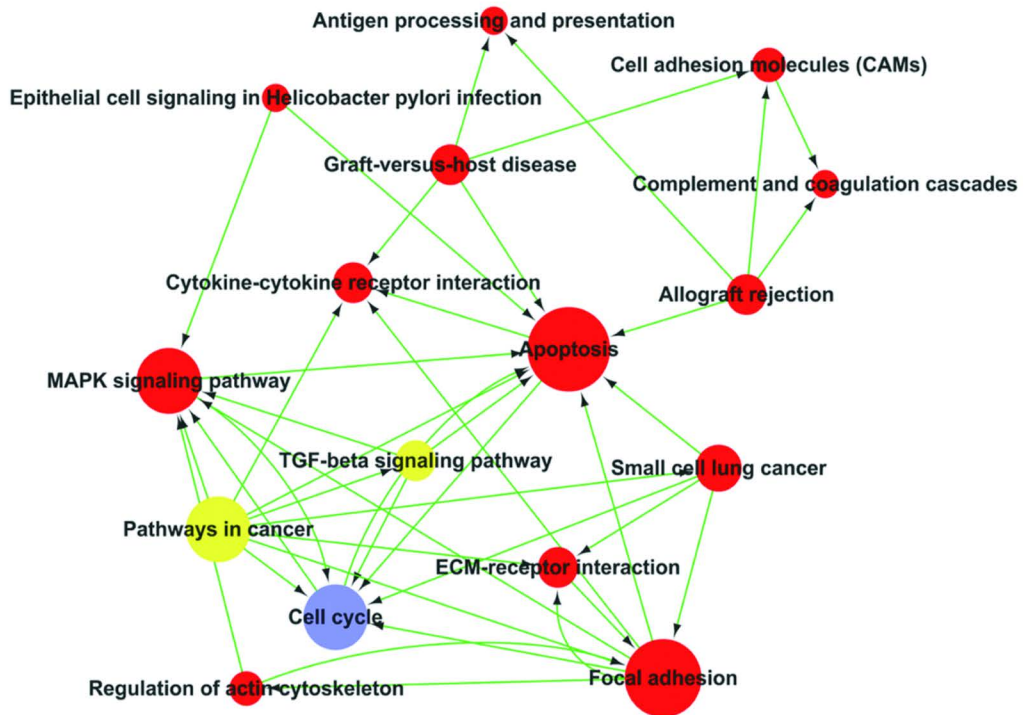 Antigen processing and presentation
Cell adhesion molecules (CAMs)
Epithelial cell signaling in Helicobacter pylori infection
Graft-versus-host disease
Complement and coagulation cascades
Cytokine-cytokine receptor interaction
Allograft rejection
Apoptosis
MAPK signaling pathway
TGF-beta signaling pathway
Small cell lung cancer
Pathways in cancer
ECM-receptor interaction
Cell cycle
Focal adhesion
Regulation of actin cytoskeleton